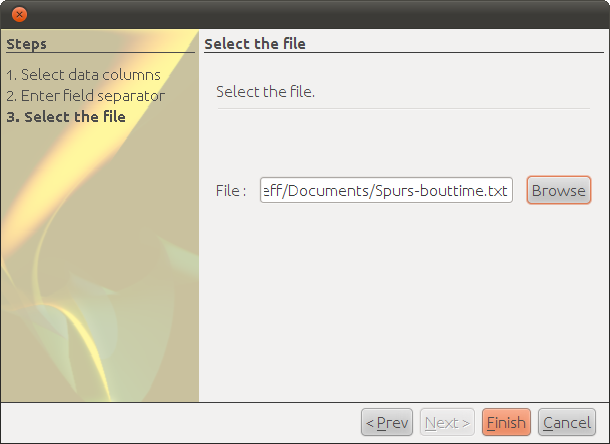 Steps
1. Select data columns
2. Enter field separator
3. Select the file
Select the file
Select the file.
File : eff/Documents/Spurs-bouttime.txt Browse
< Prev Next > Finish Cancel